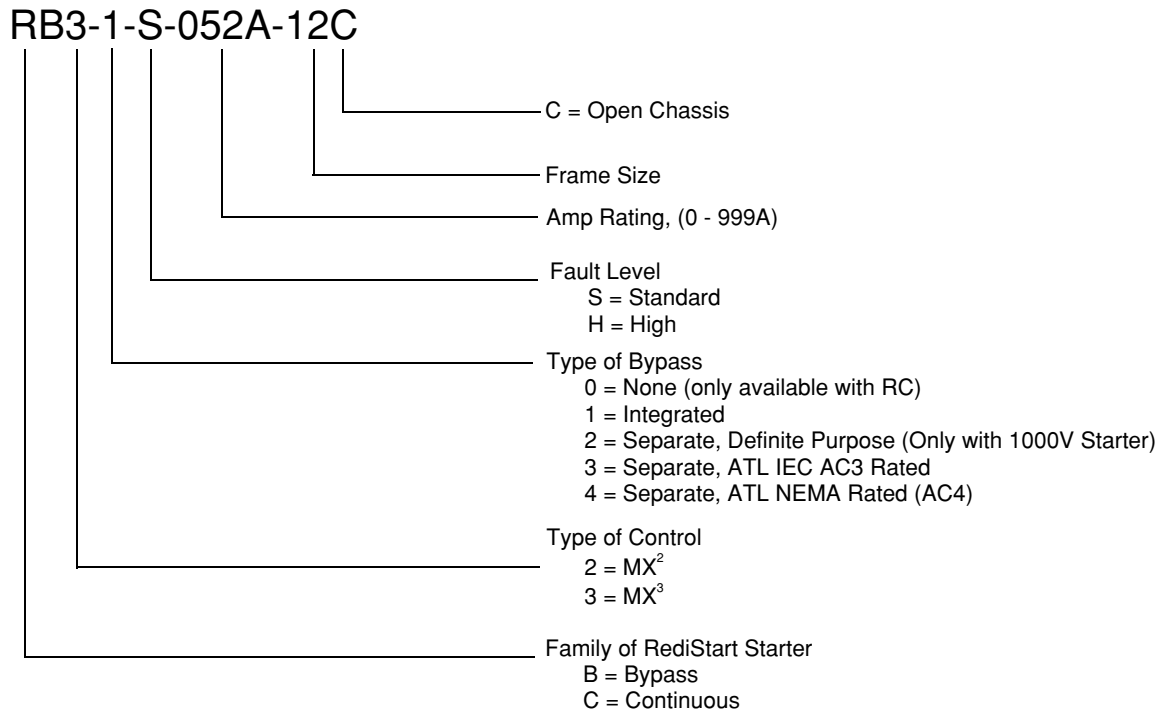 RB3-1-S-052A-12C
C = Open Chassis
Frame Size
Amp Rating, (0 - 999A)
Fault Level
S = Standard
H = High
Type of Bypass
0 = None (only available with RC)
1 = Integrated
2 = Separate, Definite Purpose (Only with 1000V Starter)
3 = Separate, ATL IEC AC3 Rated
4 = Separate, ATL NEMA Rated (AC4)
Type of Control
2 = MX²
3 = MX³
Family of RediStart Starter
B = Bypass
C = Continuous